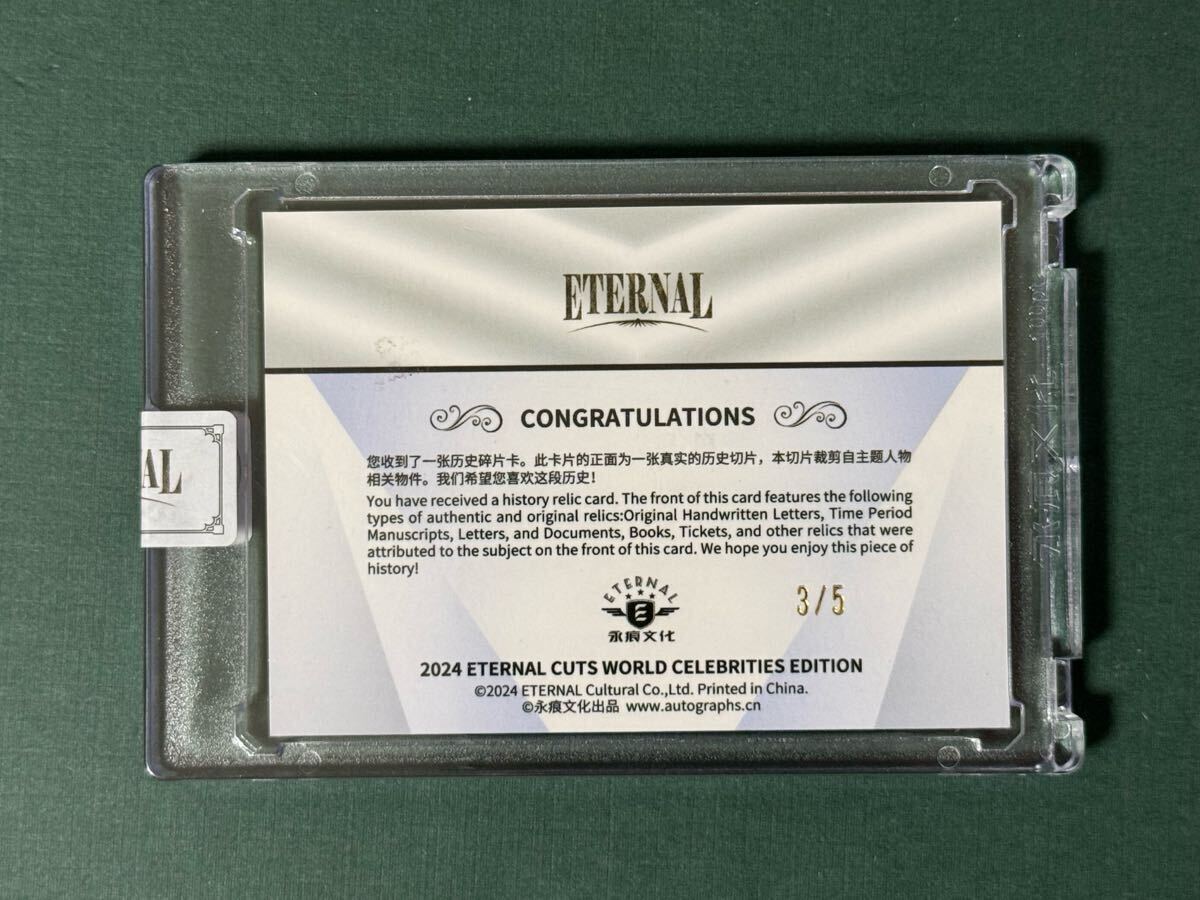 ETERNAL
CONGRATULATIONS
AL
您收到了一张历史碎片卡。此卡片的正面为一张真实的历史切片，本切片裁剪自主题人物
相关物件。我们希望您喜欢这段历史！
You have received a history relic card. The front of this card features the following
types of authentic and original relics:Original Handwritten Letters, Time Period
Manuscripts, Letters, and Documents, Books, Tickets, and other relics that were
attributed to the subject on the front of this card. We hope you enjoy this piece of
history!
ETERNAL
E
永痕文化
3/5
2024 ETERNAL CUTS WORLD CELEBRITIES EDITION
©2024 ETERNAL Cultural Co.,Ltd. Printed in China.
©永痕文化出品 www.autographs.cn